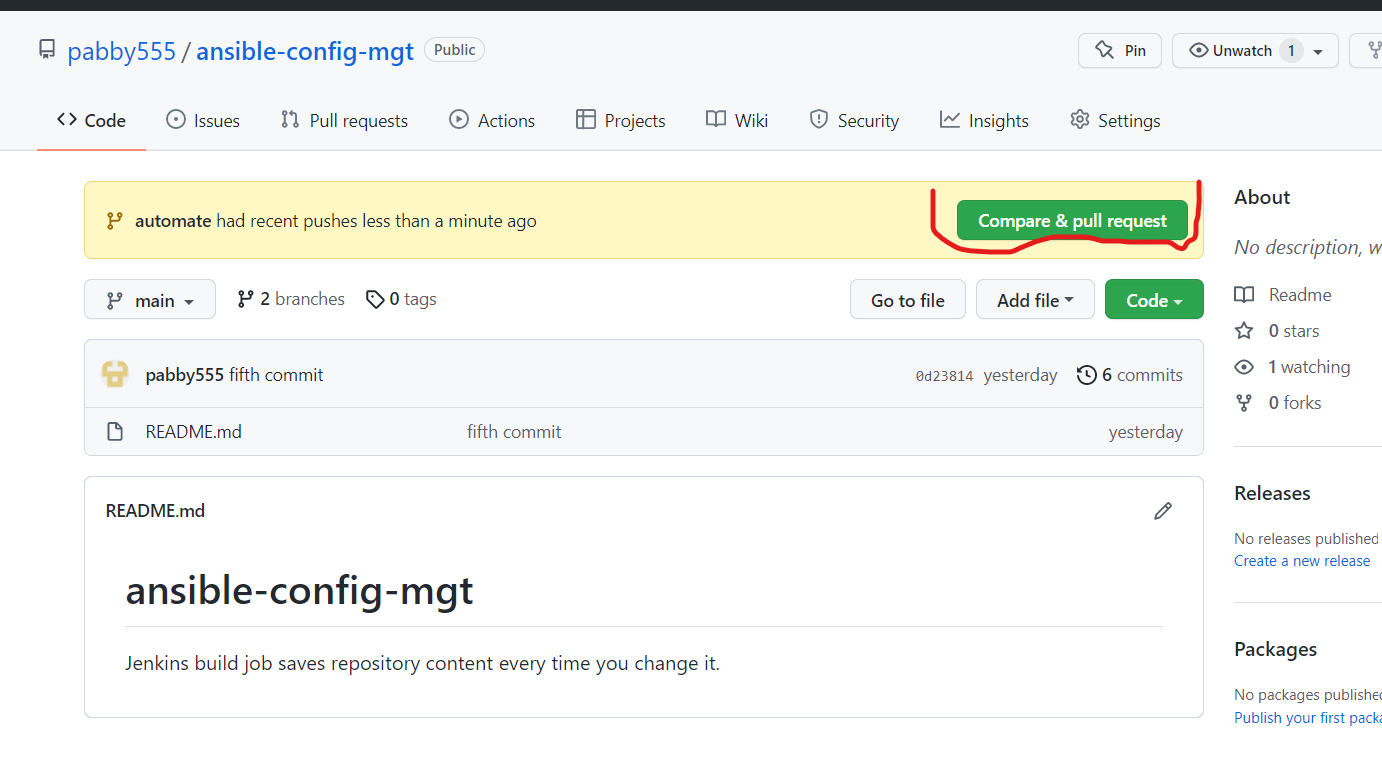 pabby555 / ansible-config-mgt Public
Pin Unwatch 1
Code Issues Pull requests Actions Projects Wiki Security Insights Settings
automate had recent pushes less than a minute ago Compare & pull request
main 2 branches 0 tags Go to file Add file Code
pabby555 fifth commit 0d23814 yesterday 6 commits
README.md fifth commit yesterday
README.md
ansible-config-mgt
Jenkins build job saves repository content every time you change it.
About
No description, w
Readme
0 stars
1 watching
0 forks
Releases
No releases published
Create a new release
Packages
No packages published
Publish your first packa